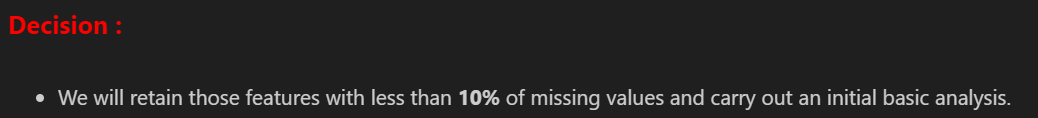 Decision :
• We will retain those features with less than 10% of missing values and carry out an initial basic analysis.